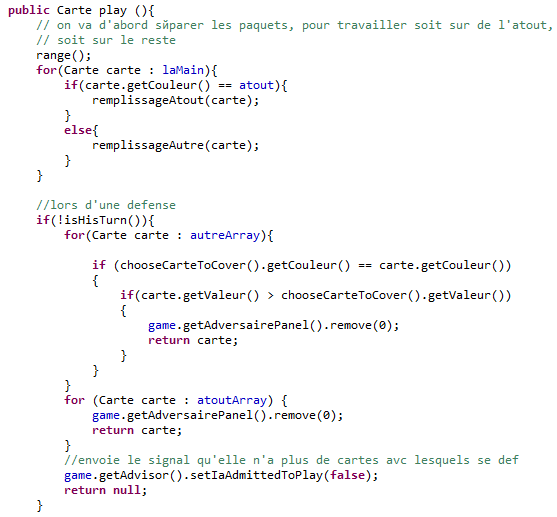 public Carte play (){
// on va d'abord sйparer les paquets, pour travailler soit sur de l'atout,
// soit sur le reste
range();
for(Carte carte : laMain){
if(carte.getCouleur() == atout){
remplissageAtout(carte);
}
else{
remplissageAutre(carte);
}
}
//lors d'une defense
if(!isHisTurn()){
for(Carte carte : autreArray){
if (chooseCarteToCover().getCouleur() == carte.getCouleur())
{
if(carte.getValeur() > chooseCarteToCover().getValeur())
{
game.getAdversairePanel().remove(0);
return carte;
}
}
}
for (Carte carte : atoutArray) {
game.getAdversairePanel().remove(0);
return carte;
}
//envoie le signal qu'elle n'a plus de cartes avc lesquels se def
game.getAdvisor().setIaAdmittedToPlay(false);
return null;
}